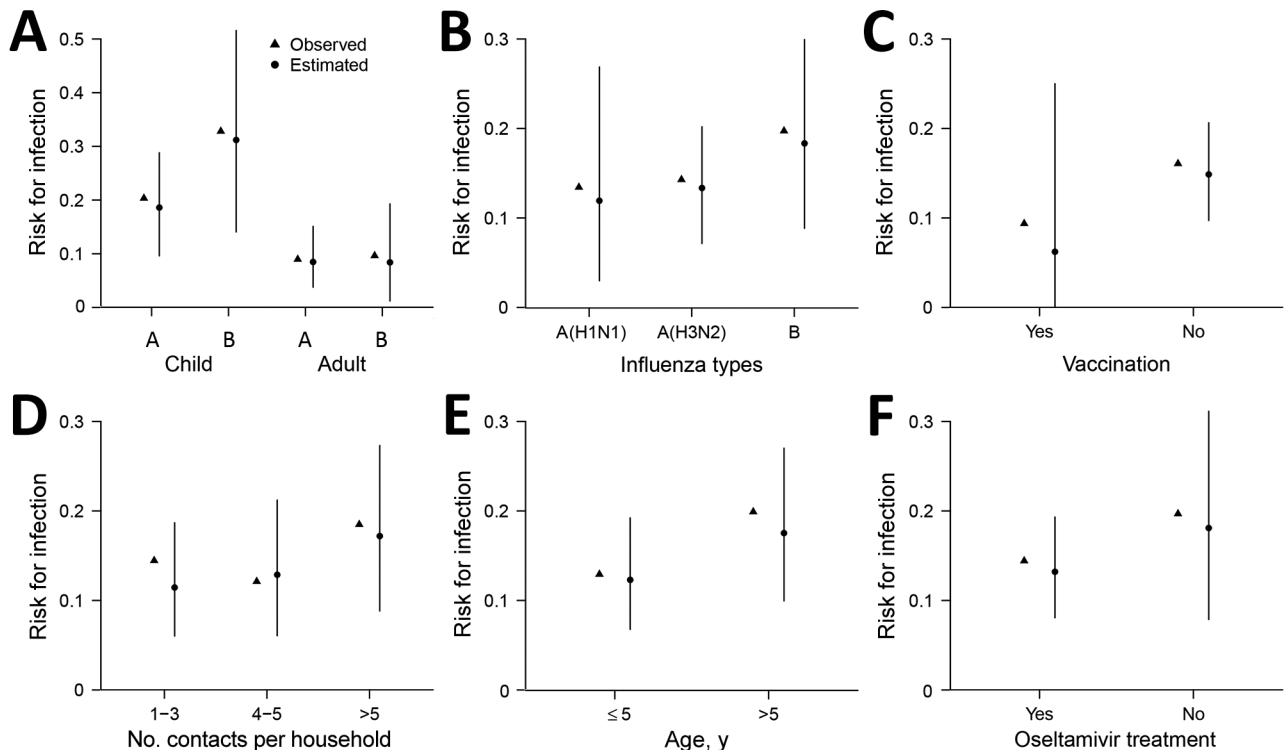 A
Risk for infection
0.5
0.4
0.3
0.2
0.1
0
Observed
Estimated
A B A B
Child Adult
B
Risk for infection
0.3
0.2
0.1
0
A(H1N1) A(H3N2) B
Influenza types
C
Risk for infection
0.3
0.2
0.1
0
Yes No
Vaccination
D
Risk for infection
0.3
0.2
0.1
0
1−3 4−5 >5
No. contacts per household
E
Risk for infection
0.3
0.2
0.1
0
≤ 5 >5
Age, y
F
Risk for infection
0.3
0.2
0.1
0
Yes No
Oseltamivir treatment